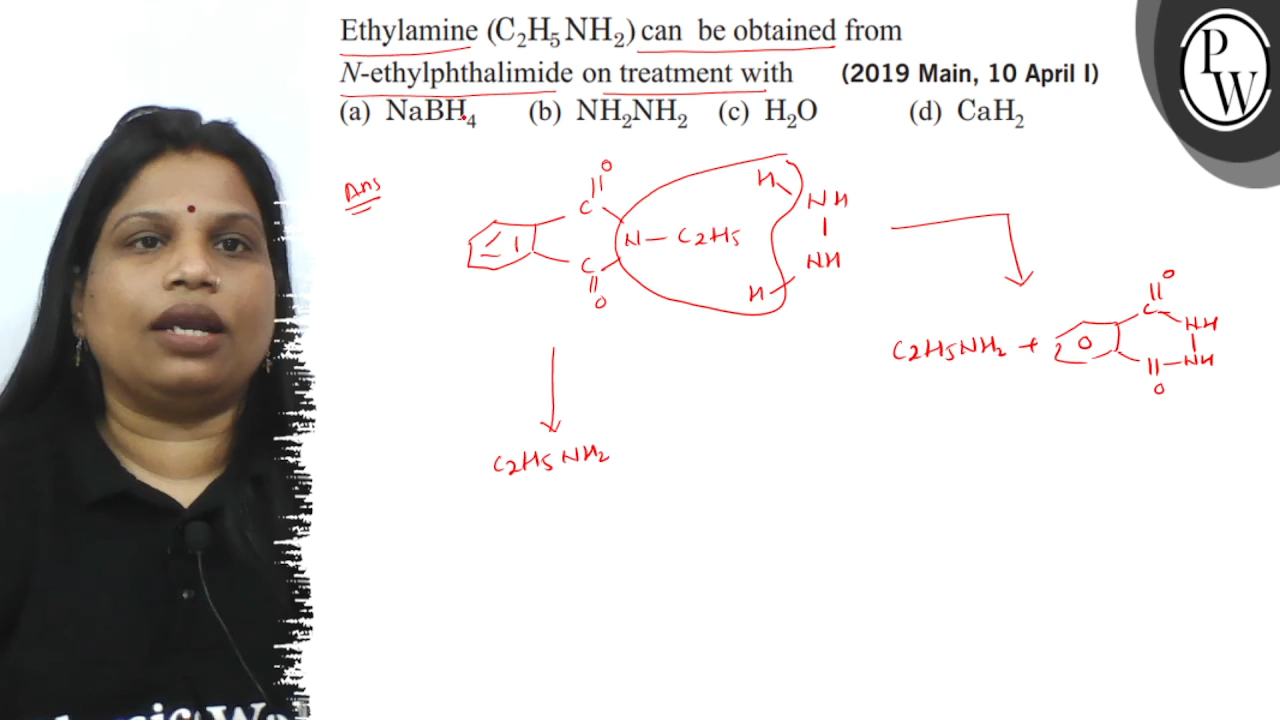 Ethylamine (C₂H₅NH₂) can be obtained from
N-ethylphthalimide on treatment with (2019 Main, 10 April I)
(a) NaBH₄ (b) NH₂NH₂ (c) H₂O (d) CaH₂
PW
Ans
O
C
N-C2H5
C
O
H
NH
NH
H
C2H5NH2
C2H5NH2 +
O
C
NH
NH
O